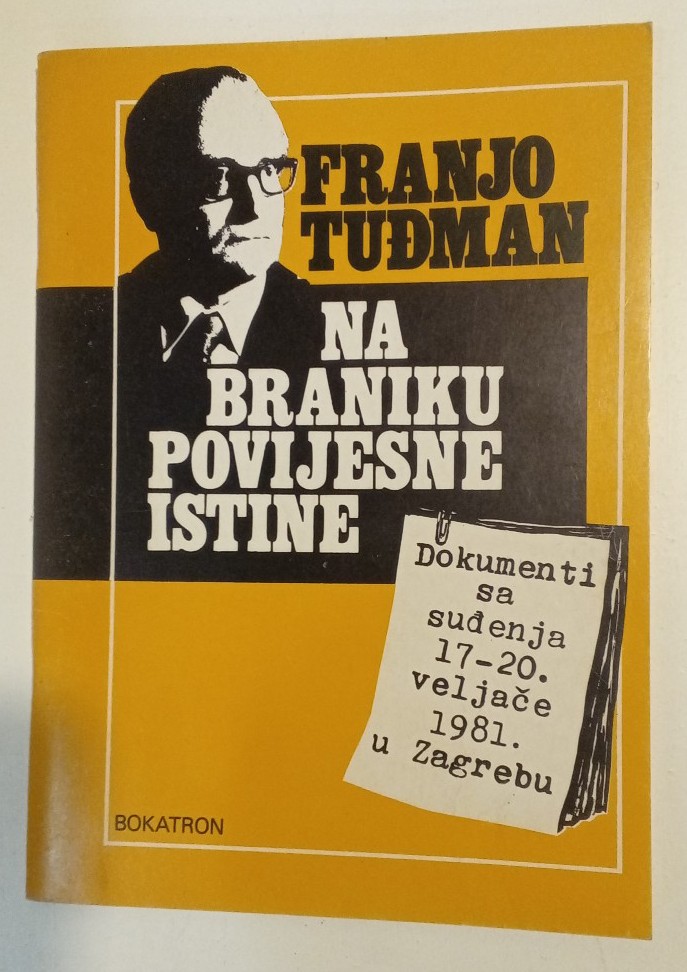 FRANJO
TUĐMAN
NA
BRANIKU
POVIJESNE
ISTINE
Dokumenti
sa
suđenja
17-20.
veljače
1981.
u Zagrebu
BOKATRON